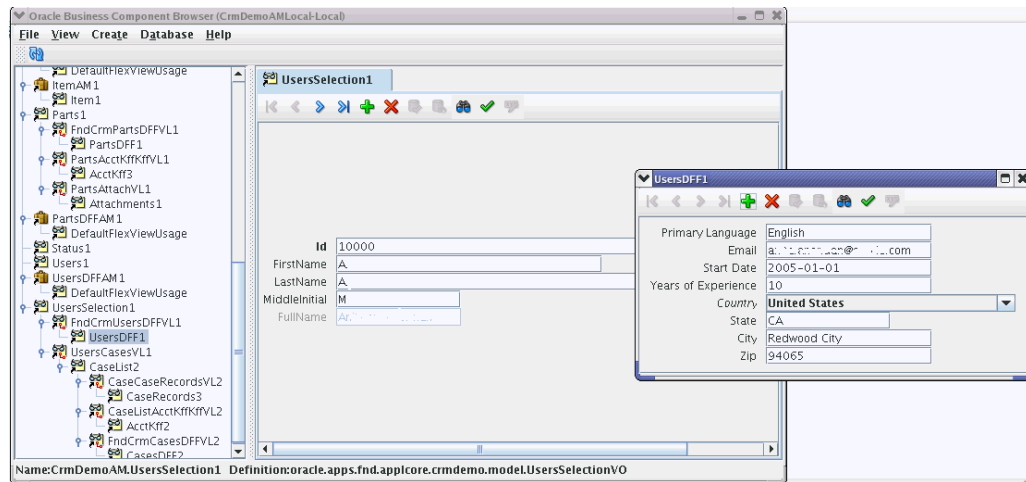 Oracle Business Component Browser (CrmDemoAMLocal-Local)
File View Create Database Help
DefaultFlexViewUsage
ItemAM1
Item1
Parts1
FndCrmPartsDFFVL1
PartsDFF1
PartsAcctKffKffVL1
AcctKff3
PartsAttachVL1
Attachments1
PartsDFFAM1
DefaultFlexViewUsage
Status1
Users1
UsersDFFAM1
DefaultFlexViewUsage
UsersSelection1
FndCrmUsersDFFVL1
UsersDFF1
UsersCasesVL1
CaseList2
CaseCaseRecordsVL2
CaseRecords3
CaseListAcctKffKffVL2
AcctKff2
FndCrmCasesDFFVL2
CasesDFF2
UsersSelection1
Id 10000
FirstName A
LastName A
MiddleInitial M
FullName
UsersDFF1
Primary Language English
Email .com
Start Date 2005-01-01
Years of Experience 10
Country United States
State CA
City Redwood City
Zip 94065
Name:CrmDemoAM.UsersSelection1 Definition:oracle.apps.fnd.applcore.crmdemo.model.UsersSelectionVO